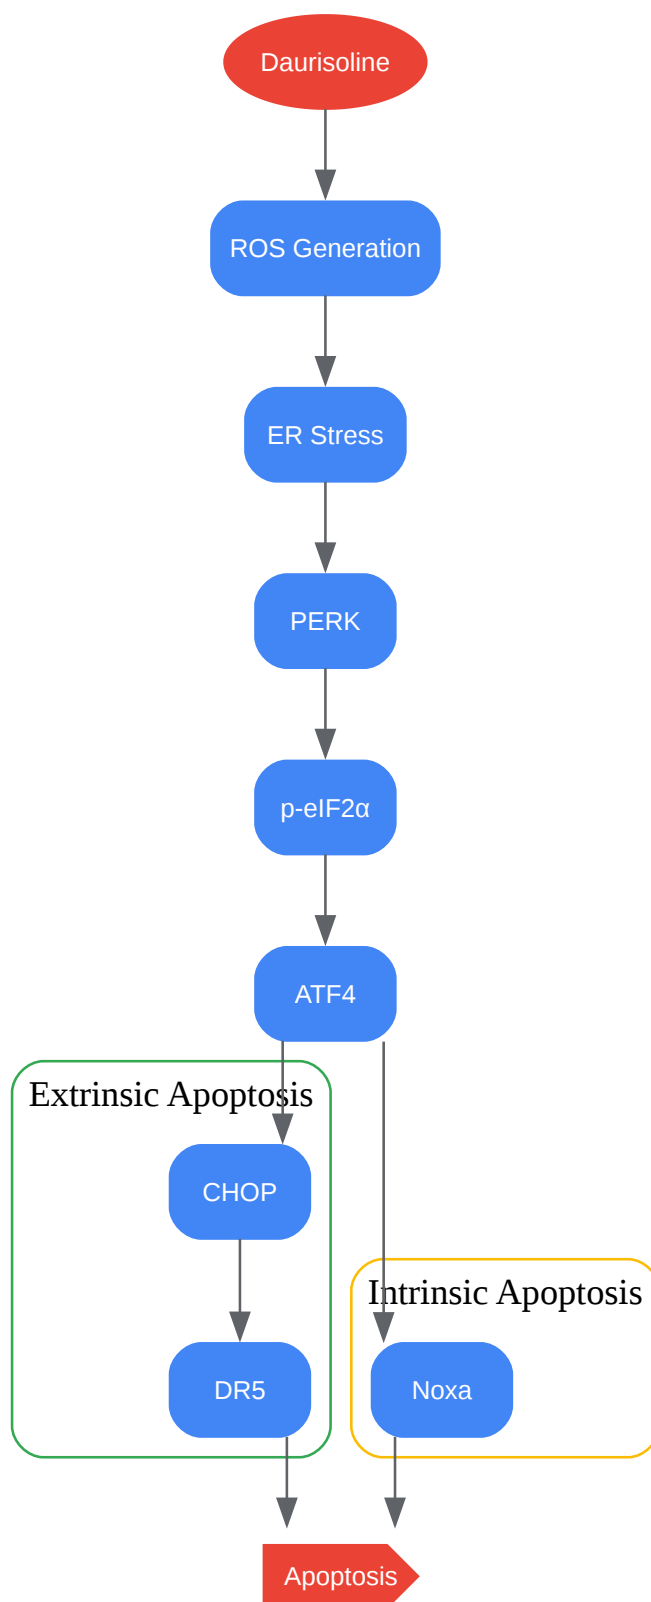 Daurisoline
ROS Generation
ER Stress
PERK
p-eIF2α
ATF4
Extrinsic Apoptosis
CHOP
Intrinsic Apoptosis
DR5
Noxa
Apoptosis